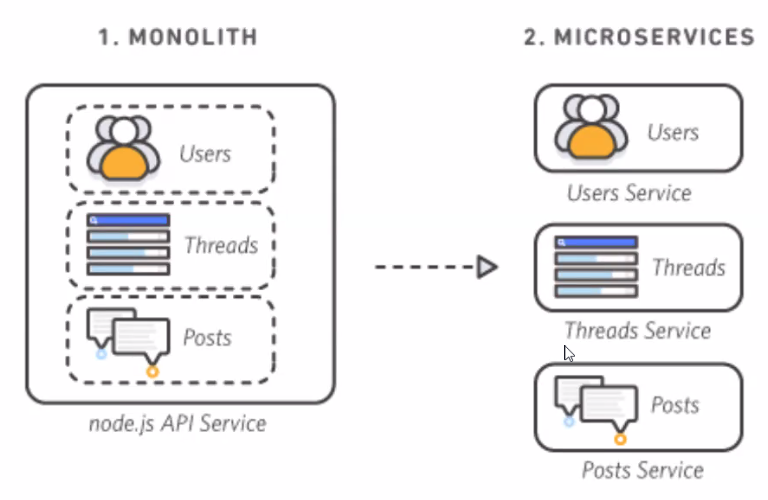 1. MONOLITH
Users
Threads
Posts
node.js API Service
2. MICROSERVICES
Users
Users Service
Threads
Threads Service
Posts
Posts Service